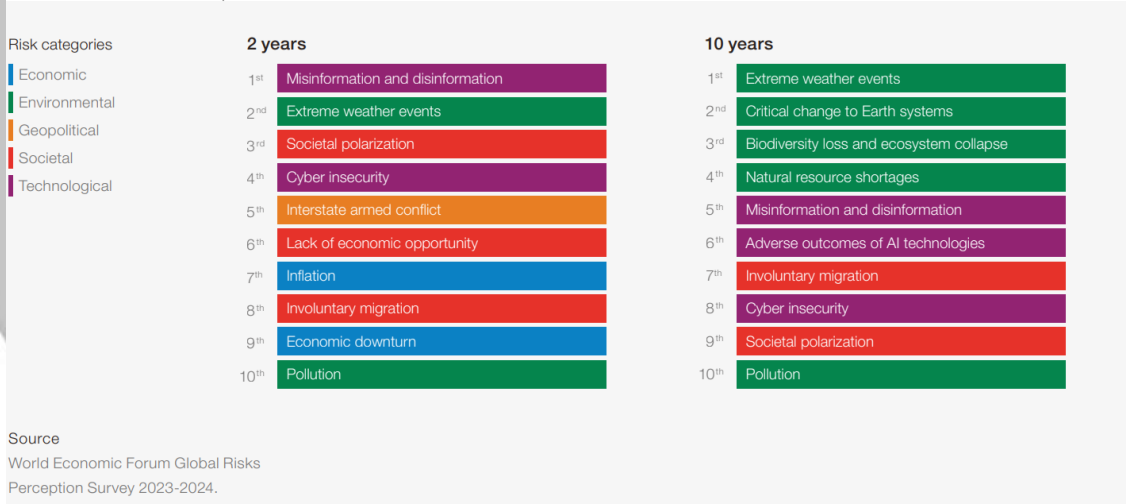 Risk categories
Economic
Environmental
Geopolitical
Societal
Technological
2 years
1st Misinformation and disinformation
2nd Extreme weather events
3rd Societal polarization
4th Cyber insecurity
5th Interstate armed conflict
6th Lack of economic opportunity
7th Inflation
8th Involuntary migration
9th Economic downturn
10th Pollution
10 years
1st Extreme weather events
2nd Critical change to Earth systems
3rd Biodiversity loss and ecosystem collapse
4th Natural resource shortages
5th Misinformation and disinformation
6th Adverse outcomes of AI technologies
7th Involuntary migration
8th Cyber insecurity
9th Societal polarization
10th Pollution
Source
World Economic Forum Global Risks
Perception Survey 2023-2024.